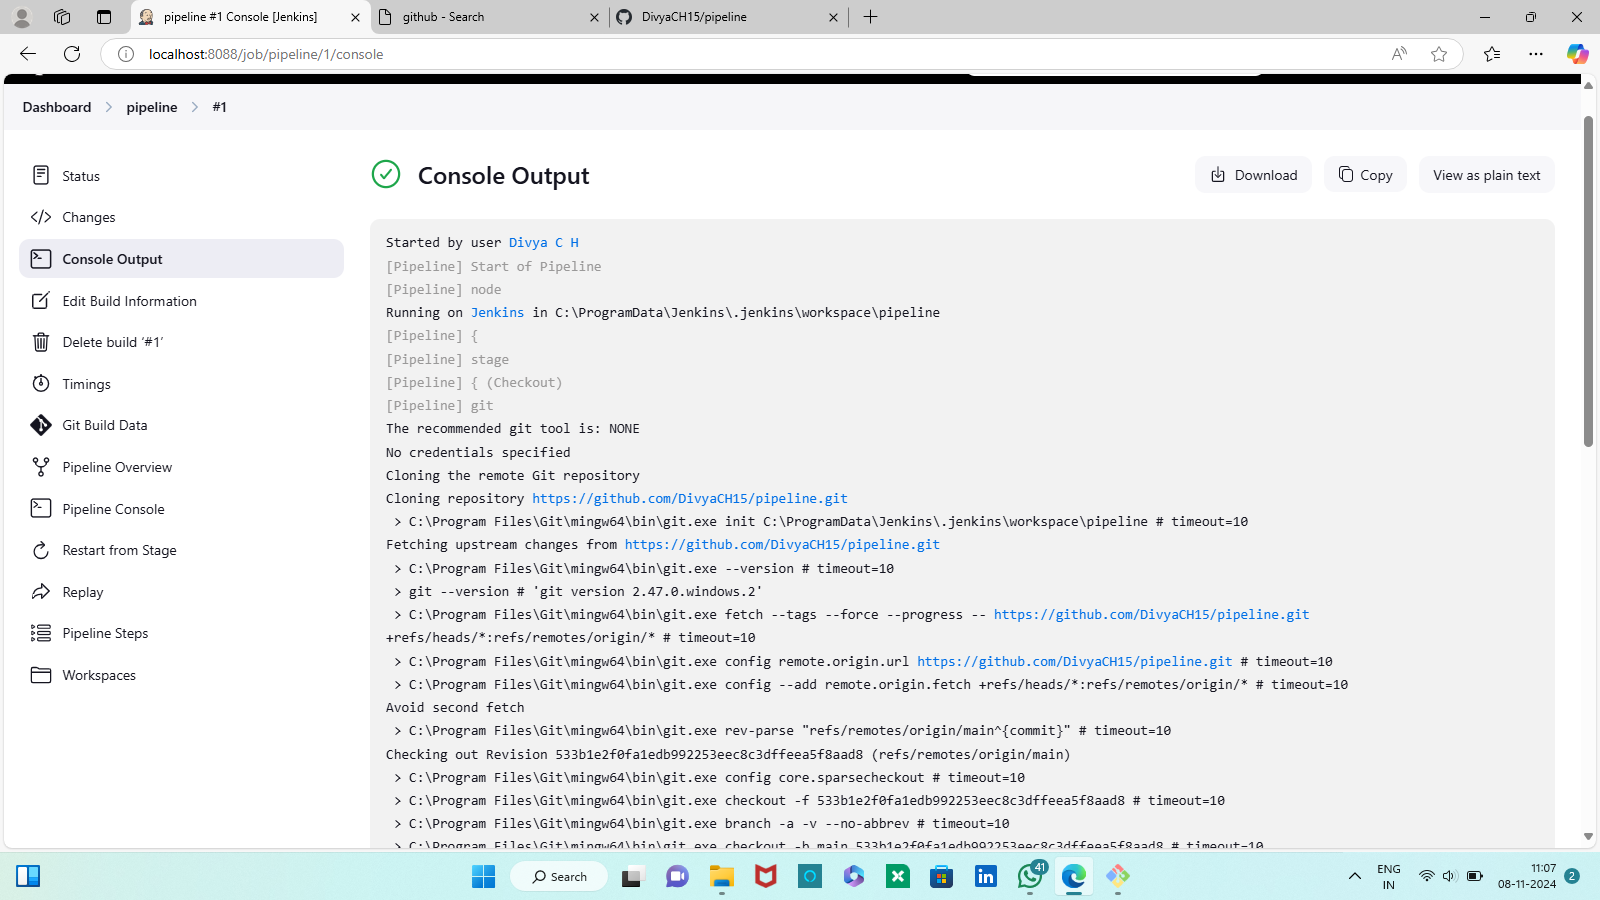 pipeline #1 Console [Jenkins]
github - Search
DivyaCH15/pipeline
localhost:8088/job/pipeline/1/console
Dashboard
pipeline
#1
Status
Changes
Console Output
Edit Build Information
Delete build ‘#1’
Timings
Git Build Data
Pipeline Overview
Pipeline Console
Restart from Stage
Replay
Pipeline Steps
Workspaces
Console Output
Download
Copy
View as plain text
Started by user Divya C H
[Pipeline] Start of Pipeline
[Pipeline] node
Running on Jenkins in C:\ProgramData\Jenkins\.jenkins\workspace\pipeline
[Pipeline] {
[Pipeline] stage
[Pipeline] { (Checkout)
[Pipeline] git
The recommended git tool is: NONE
No credentials specified
Cloning the remote Git repository
Cloning repository https://github.com/DivyaCH15/pipeline.git
> C:\Program Files\Git\mingw64\bin\git.exe init C:\ProgramData\Jenkins\.jenkins\workspace\pipeline # timeout=10
Fetching upstream changes from https://github.com/DivyaCH15/pipeline.git
> C:\Program Files\Git\mingw64\bin\git.exe --version # timeout=10
> git --version # 'git version 2.47.0.windows.2'
> C:\Program Files\Git\mingw64\bin\git.exe fetch --tags --force --progress -- https://github.com/DivyaCH15/pipeline.git
+refs/heads/*:refs/remotes/origin/* # timeout=10
> C:\Program Files\Git\mingw64\bin\git.exe config remote.origin.url https://github.com/DivyaCH15/pipeline.git # timeout=10
> C:\Program Files\Git\mingw64\bin\git.exe config --add remote.origin.fetch +refs/heads/*:refs/remotes/origin/* # timeout=10
Avoid second fetch
> C:\Program Files\Git\mingw64\bin\git.exe rev-parse "refs/remotes/origin/main^{commit}" # timeout=10
Checking out Revision 533b1e2f0fa1edb992253eec8c3dffeea5f8aad8 (refs/remotes/origin/main)
> C:\Program Files\Git\mingw64\bin\git.exe config core.sparsecheckout # timeout=10
> C:\Program Files\Git\mingw64\bin\git.exe checkout -f 533b1e2f0fa1edb992253eec8c3dffeea5f8aad8 # timeout=10
> C:\Program Files\Git\mingw64\bin\git.exe branch -a -v --no-abbrev # timeout=10
> C:\Program Files\Git\mingw64\bin\git.exe checkout -b main 533b1e2f0fa1edb992253eec8c3dffeea5f8aad8 # timeout=10
Search
41
ENG
IN
11:07
08-11-2024
2